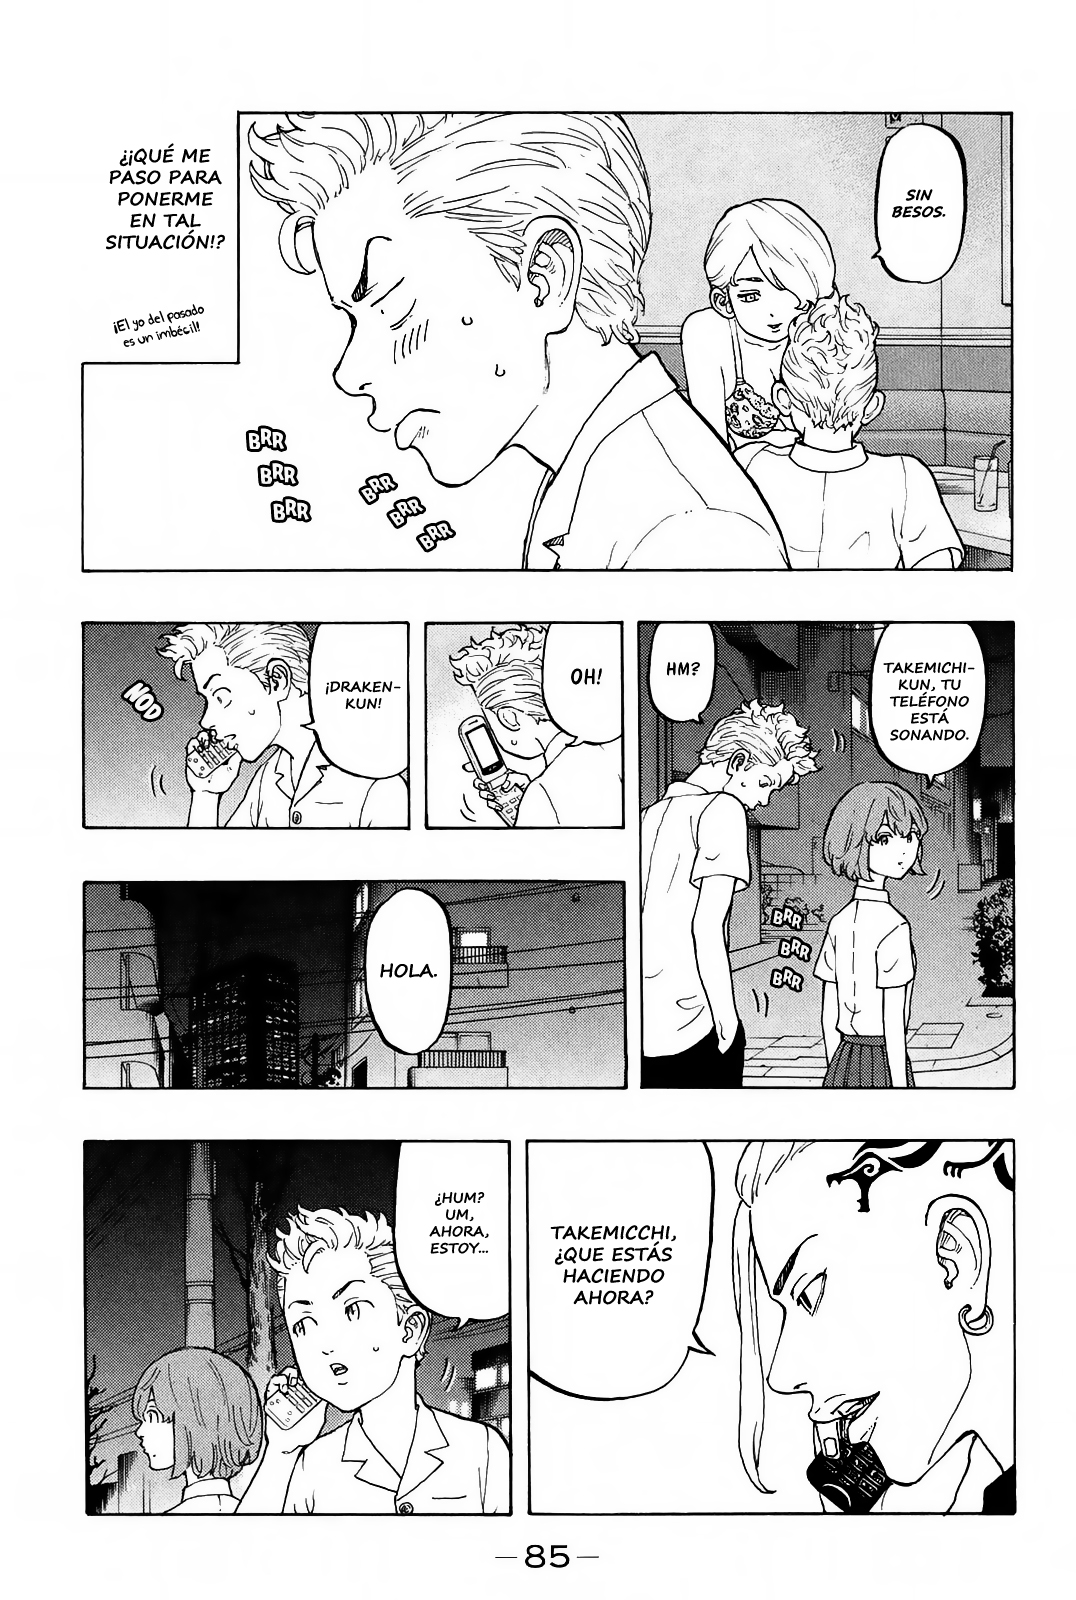 SIN
BESOS.
¿¡QUÉ ME
PASO PARA
PONERME
EN TAL
SITUACIÓN!?
¡El yo del pasado
es un imbécil!
BRR
BRR
BRR
BRR
BRR
BRR
TAKEMICHI-
KUN, TU
TELÉFONO
ESTÁ
SONANDO.
HM?
BRR
BRR
BRR
OH!
¡DRAKEN-
KUN!
NOD
HOLA.
TAKEMICCHI,
¿QUE ESTÁS
HACIENDO
AHORA?
¿HUM?
UM,
AHORA,
ESTOY...
—85—